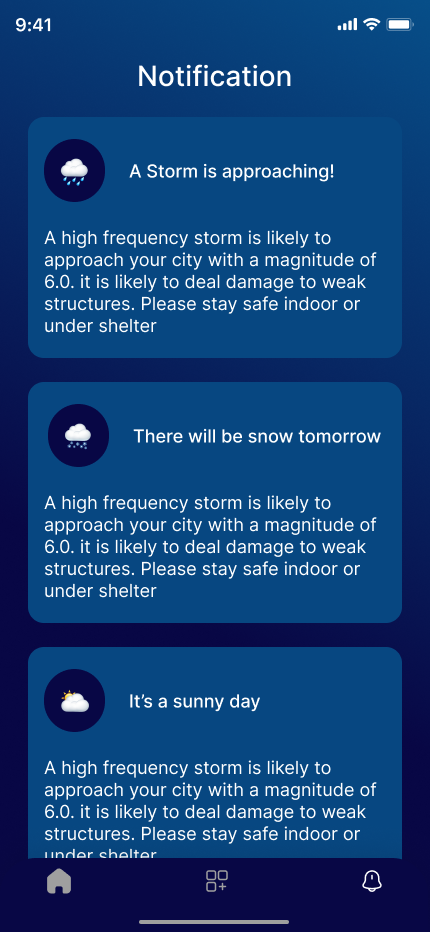 9:41
Notification
A Storm is approaching!
A high frequency storm is likely to
approach your city with a magnitude of
6.0. it is likely to deal damage to weak
structures. Please stay safe indoor or
under shelter
There will be snow tomorrow
A high frequency storm is likely to
approach your city with a magnitude of
6.0. it is likely to deal damage to weak
structures. Please stay safe indoor or
under shelter
It’s a sunny day
A high frequency storm is likely to
approach your city with a magnitude of
6.0. it is likely to deal damage to weak
structures. Please stay safe indoor or
under shelter